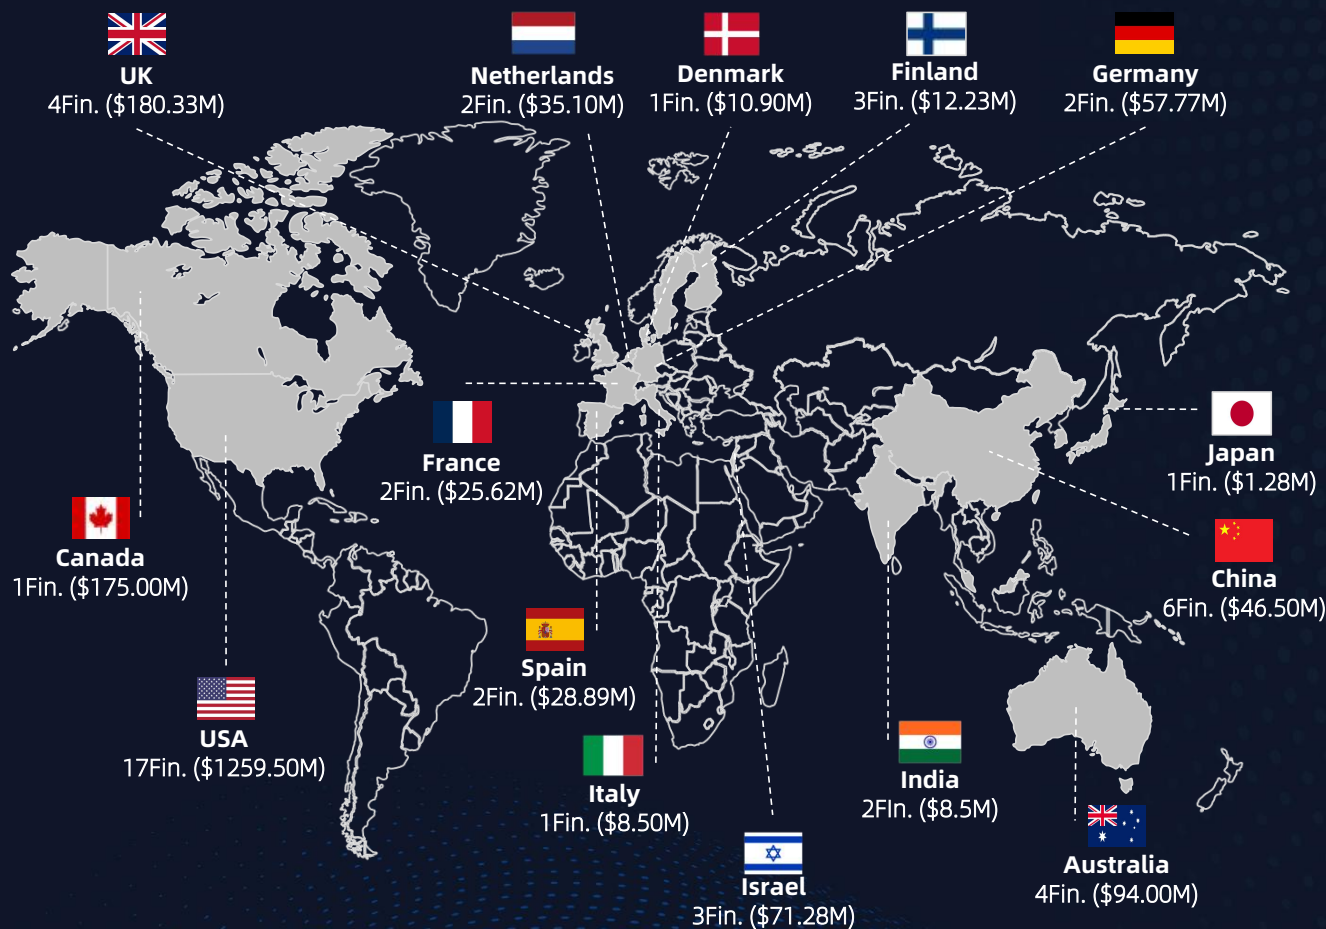 UK
4Fin. ($180.33M)
Netherlands
2Fin. ($35.10M)
Denmark
1Fin. ($10.90M)
Finland
3Fin. ($12.23M)
Germany
2Fin. ($57.77M)
France
2Fin. ($25.62M)
Japan
1Fin. ($1.28M)
Canada
1Fin. ($175.00M)
China
6Fin. ($46.50M)
Spain
2Fin. ($28.89M)
USA
17Fin. ($1259.50M)
Italy
1Fin. ($8.50M)
India
2FIn. ($8.5M)
Israel
3Fin. ($71.28M)
Australia
4Fin. ($94.00M)